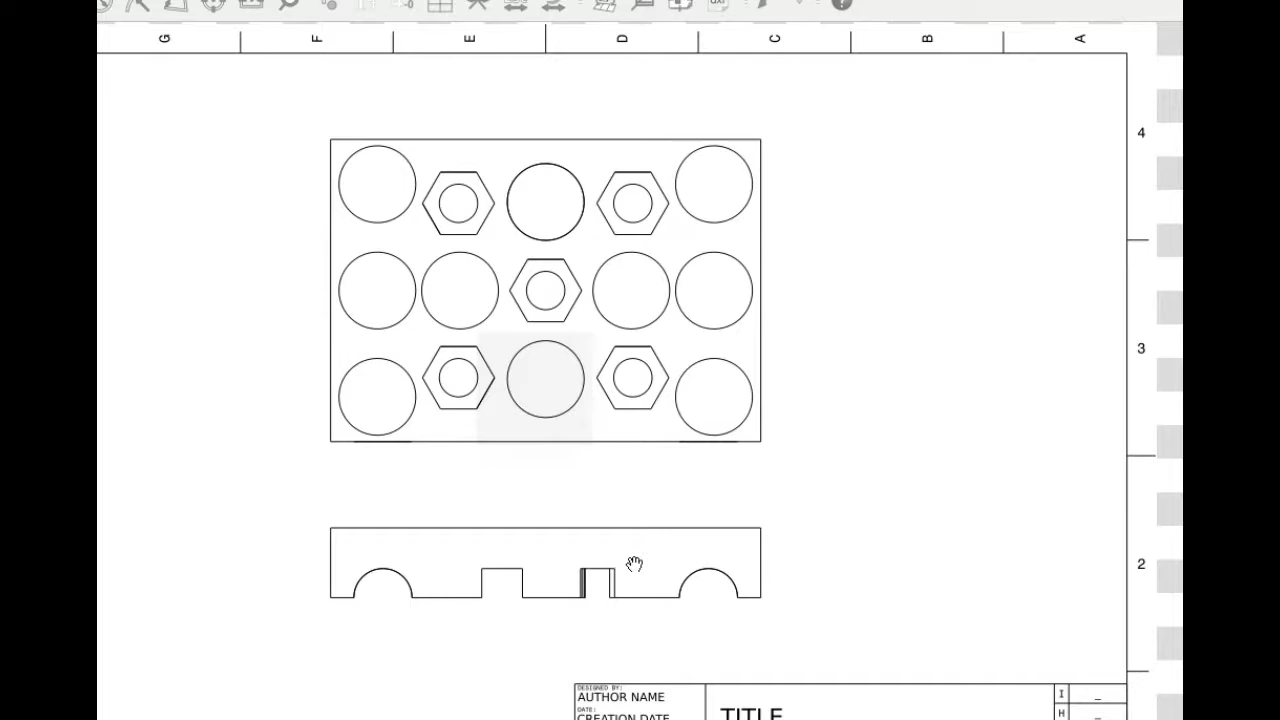 G F E D C B A
4
3
2
DESIGNED BY:
AUTHOR NAME
DATE:
CREATION DATE
TITLE
I _
H _